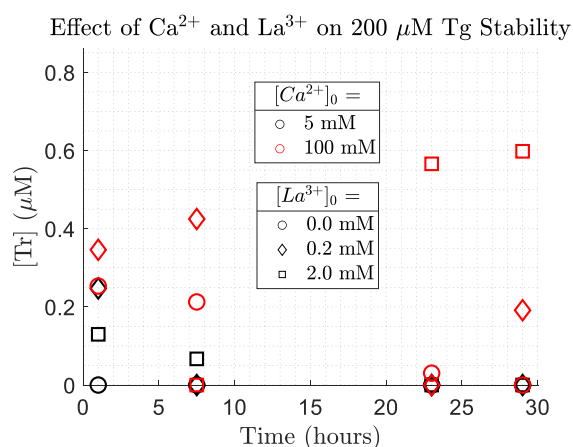 Effect of Ca²⁺ and La³⁺ on 200 μM Tg Stability
[Tr] (μM)
0.8
0.6
0.4
0.2
0
[Ca²⁺]₀ =
5 mM
100 mM
[La³⁺]₀ =
0.0 mM
0.2 mM
2.0 mM
0 5 10 15 20 25 30
Time (hours)